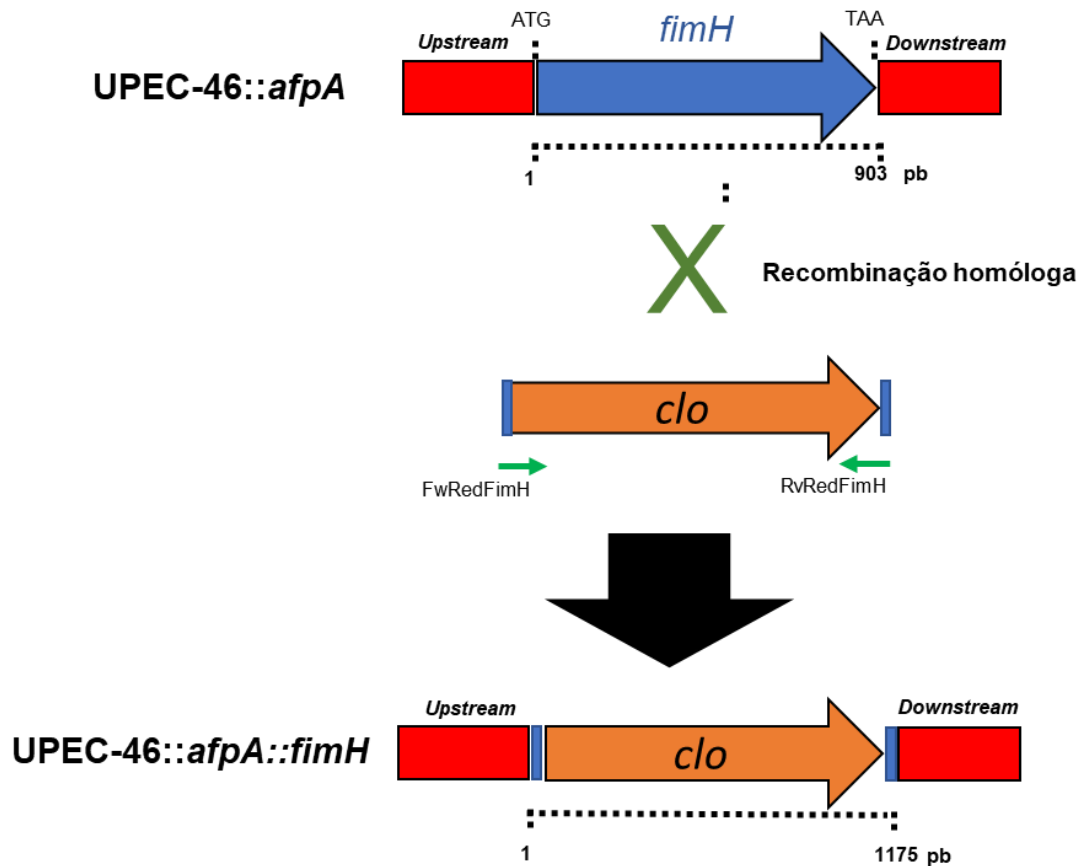 ATG
fimH
TAA
Upstream
Downstream
UPEC-46::afpA
1
903 pb
X
Recombinação homóloga
clo
FwRedFimH
RvRedFimH
Upstream
Downstream
UPEC-46::afpA::fimH
clo
1
1175 pb